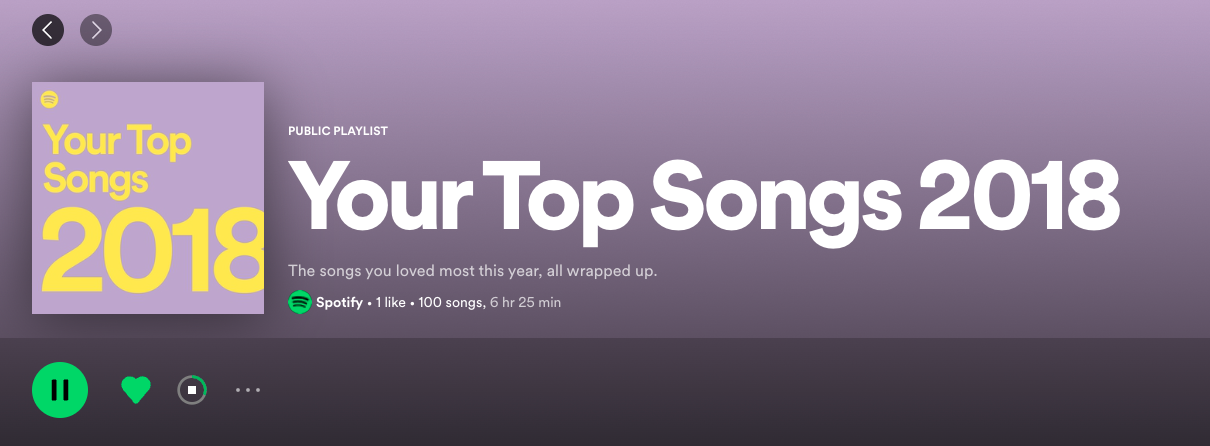 Your Top
Songs
2018
PUBLIC PLAYLIST
Your Top Songs 2018
The songs you loved most this year, all wrapped up.
Spotify • 1 like • 100 songs, 6 hr 25 min